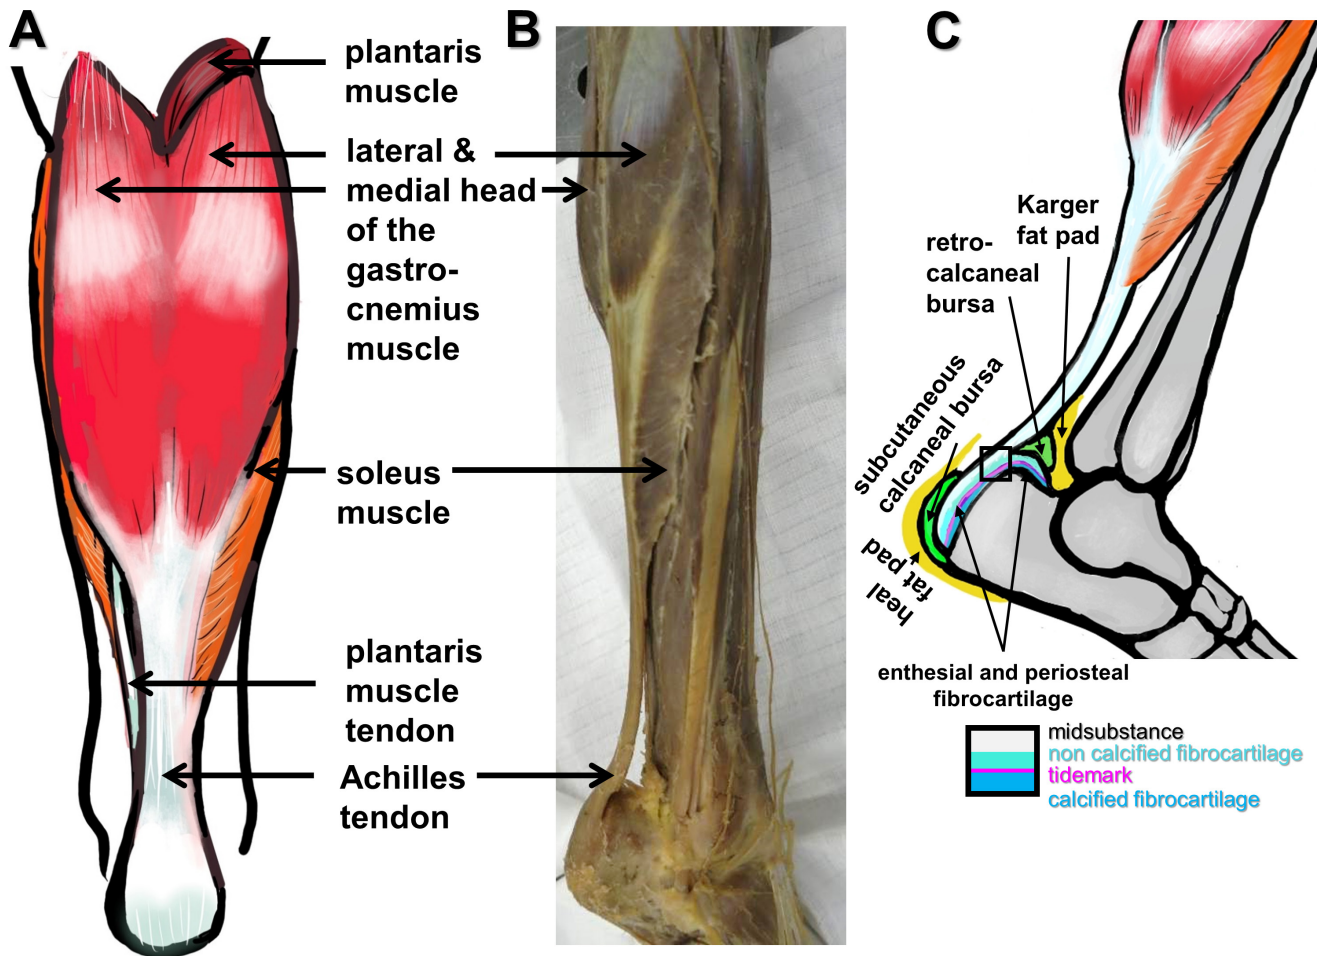 A
plantaris
muscle
lateral &
medial head
of the
gastro-
cnemius
muscle
soleus
muscle
plantaris
muscle
tendon
Achilles
tendon
B
C
Karger
fat pad
retro-
calcaneal
bursa
subcutaneous
calcaneal bursa
heal
fat pad
enthesial and periosteal
fibrocartilage
midsubstance
non calcified fibrocartilage
tidemark
calcified fibrocartilage